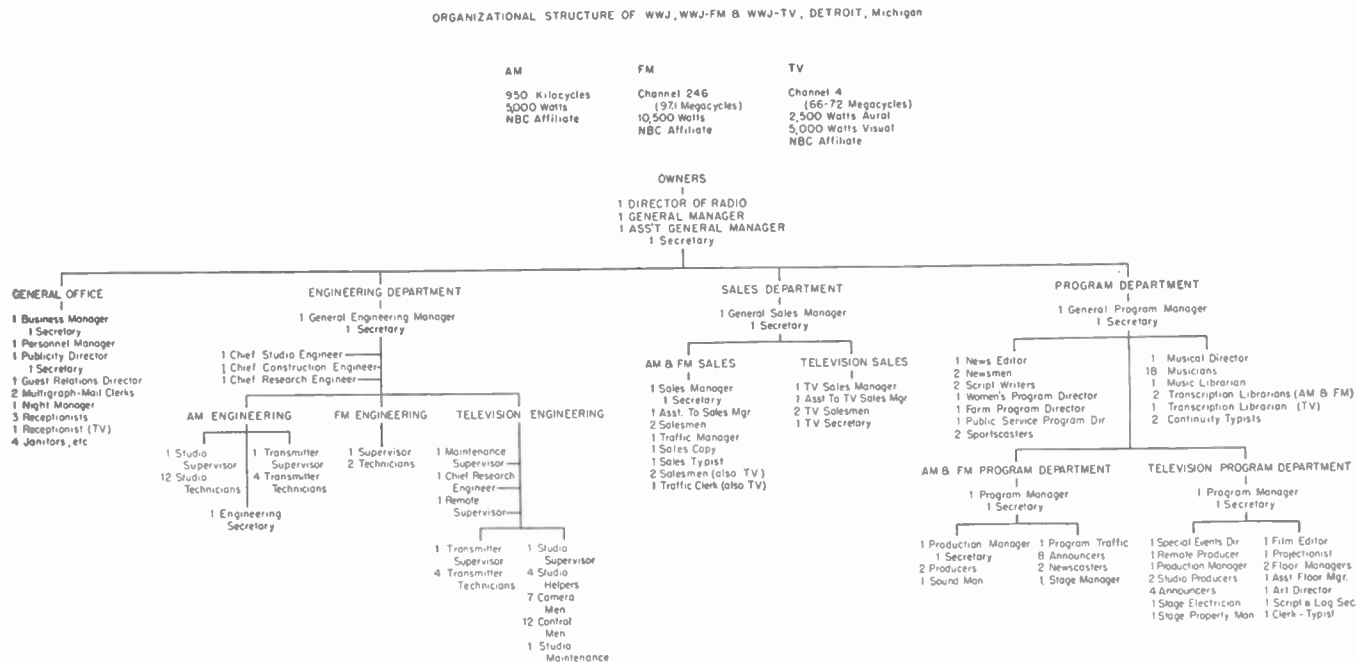 ORGANIZATIONAL STRUCTURE OF WWJ, WWJ-FM & WWJ-TV, DETROIT, Michigan
AM
950 Kilocycles
5,000 Watts
NBC Affiliate
FM
Channel 246
(97.1 Megacycles)
10,500 Watts
NBC Affiliate
TV
Channel 4
(66-72 Megacycles)
2,500 Watts Aural
5,000 Watts Visual
NBC Affiliate
OWNERS
1 DIRECTOR OF RADIO
1 GENERAL MANAGER
1 ASS'T GENERAL MANAGER
1 Secretary
GENERAL OFFICE
1 Business Manager
1 Secretary
1 Personnel Manager
1 Publicity Director
1 Secretary
1 Guest Relations Director
2 Multigraph-Mail Clerks
1 Night Manager
3 Receptionists
1 Receptionist (TV)
4 Janitors, etc
ENGINEERING DEPARTMENT
1 General Engineering Manager
1 Secretary
1 Chief Studio Engineer
1 Chief Construction Engineer
1 Chief Research Engineer
AM ENGINEERING
1 Studio
Supervisor
12 Studio
Technicians
1 Transmitter
Supervisor
4 Transmitter
Technicians
1 Engineering
Secretary
FM ENGINEERING
1 Supervisor
2 Technicians
TELEVISION ENGINEERING
1 Maintenance
Supervisor
1 Chief Research
Engineer
1 Remote
Supervisor
1 Transmitter
Supervisor
4 Transmitter
Technicians
1 Studio
Supervisor
4 Studio
Helpers
7 Camera
Men
12 Control
Men
1 Studio
Maintenance
SALES DEPARTMENT
1 General Sales Manager
1 Secretary
AM & FM SALES
1 Sales Manager
1 Secretary
1 Asst. To Sales Mgr
2 Salesmen
1 Traffic Manager
1 Sales Copy
1 Sales Typist
2 Salesmen (also TV)
1 Traffic Clerk (also TV)
TELEVISION SALES
1 TV Sales Manager
1 Asst To TV Sales Mgr
2 TV Salesmen
1 TV Secretary
PROGRAM DEPARTMENT
1 General Program Manager
1 Secretary
1 News Editor
2 Newsmen
2 Script Writers
1 Women's Program Director
1 Farm Program Director
1 Public Service Program Dir
2 Sportscasters
1 Musical Director
18 Musicians
1 Music Librarian
2 Transcription Librarians (AM & FM)
1 Transcription Librarian (TV)
2 Continuity Typists
AM & FM PROGRAM DEPARTMENT
1 Program Manager
1 Secretary
1 Production Manager
1 Secretary
2 Producers
1 Sound Man
1 Program Traffic
8 Announcers
2 Newscasters
1 Stage Manager
TELEVISION PROGRAM DEPARTMENT
1 Program Manager
1 Secretary
1 Special Events Dir
1 Remote Producer
1 Production Manager
2 Studio Producers
4 Announcers
1 Stage Electrician
1 Stage Property Man
1 Film Editor
1 Projectionist
2 Floor Managers
1 Asst Floor Mgr.
1 Art Director
1 Script & Log Sec
1 Clerk-Typist